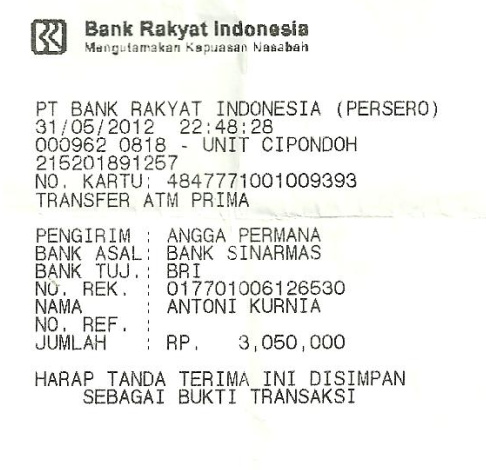 Bank Rakyat Indonesia
Mengutamakan Kepuasan Nasabah
PT BANK RAKYAT INDONESIA (PERSERO)
31/05/2012 22:48:28
000962 0818 - UNIT CIPONDOH
215201891257
NO. KARTU: 4847771001009393
TRANSFER ATM PRIMA
PENGIRIM : ANGGA PERMANA
BANK ASAL: BANK SINARMAS
BANK TUJ.: BRI
NO. REK. : 017701006126530
NAMA : ANTONI KURNIA
NO. REF. :
JUMLAH : RP. 3,050,000
HARAP TANDA TERIMA INI DISIMPAN
SEBAGAI BUKTI TRANSAKSI